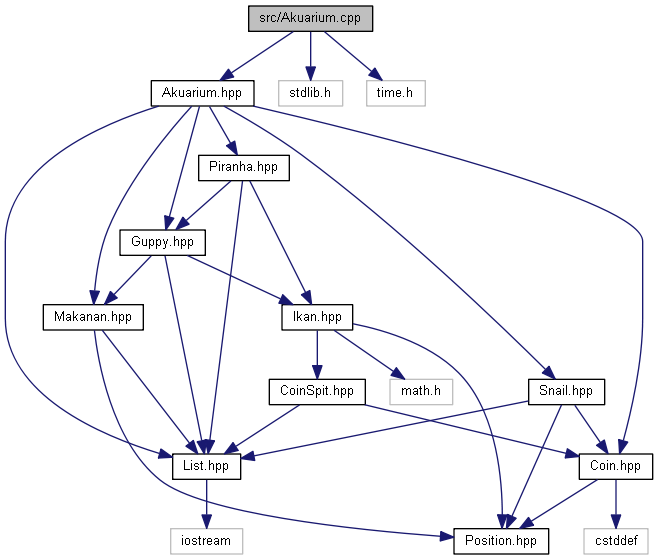 src/Akuarium.cpp
Akuarium.hpp
stdlib.h
time.h
Piranha.hpp
Guppy.hpp
Makanan.hpp
Ikan.hpp
CoinSpit.hpp
math.h
Snail.hpp
List.hpp
Coin.hpp
iostream
Position.hpp
cstddef